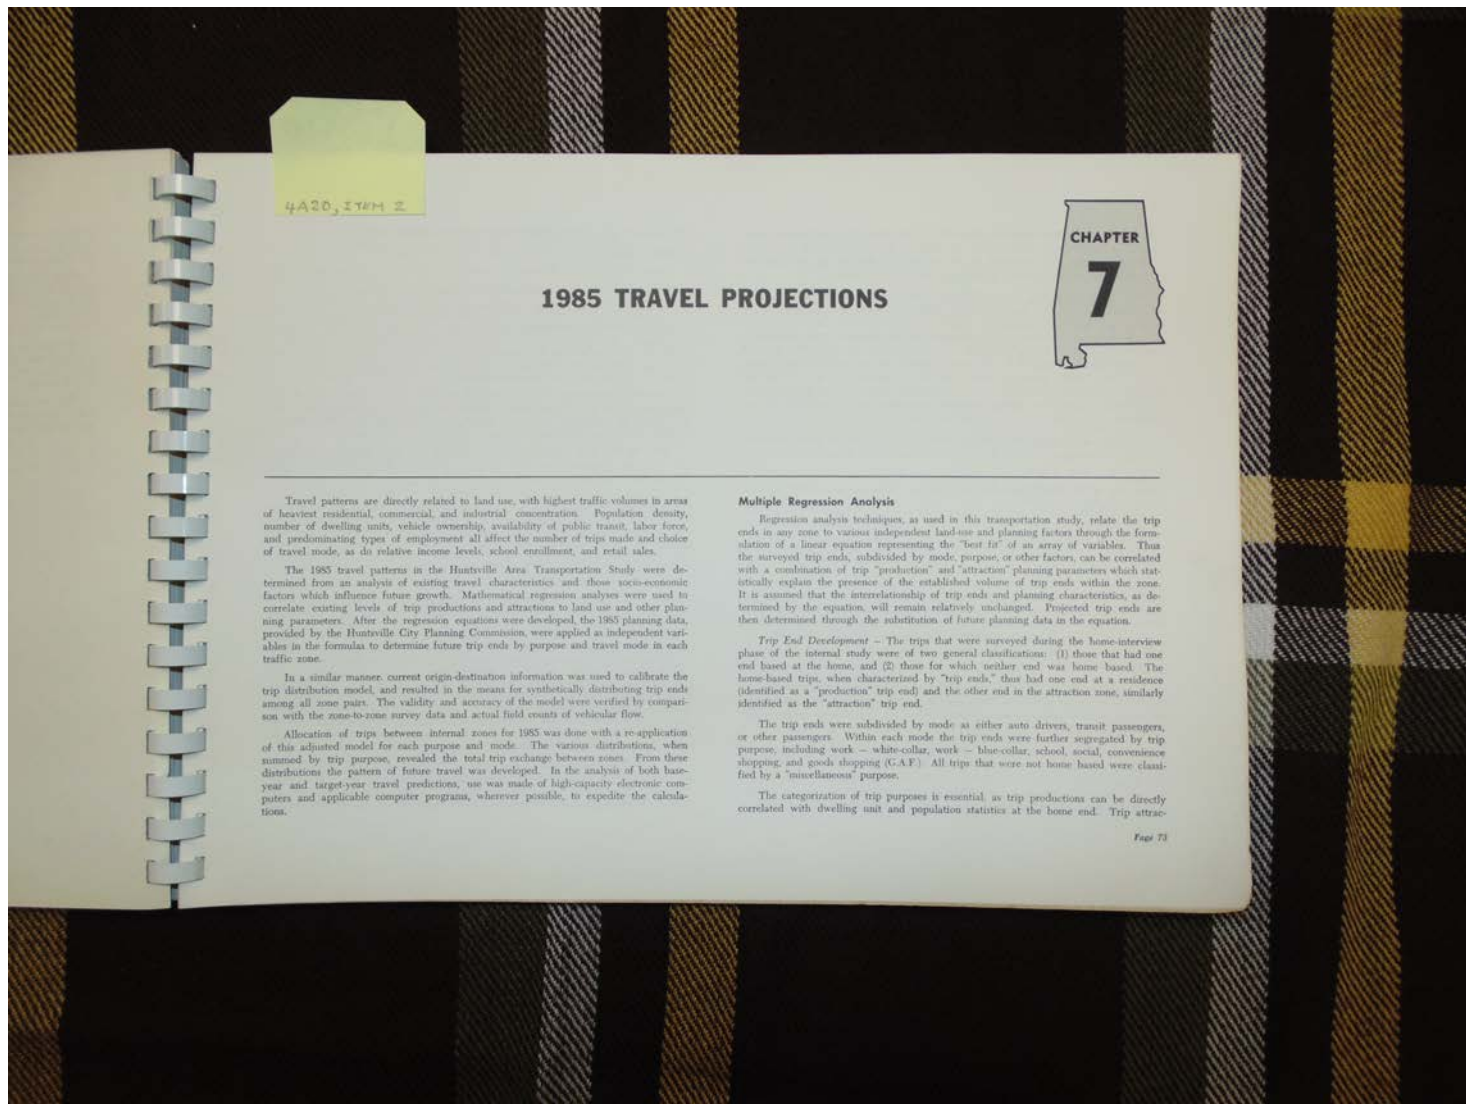 4A20, ITEM 2
CHAPTER
7
1985 TRAVEL PROJECTIONS
Travel patterns are directly related to land use, with highest traffic volumes in areas
of heaviest residential, commercial, and industrial concentration. Population density,
number of dwelling units, vehicle ownership, availability of public transit, labor force,
and predominating types of employment all affect the number of trips made and choice
of travel mode, as do relative income levels, school enrollment, and retail sales.
The 1985 travel patterns in the Huntsville Area Transportation Study were de-
termined from an analysis of existing travel characteristics and those socio-economic
factors which influence future growth. Mathematical regression analyses were used to
correlate existing levels of trip productions and attractions to land use and other plan-
ning parameters. After the regression equations were developed, the 1985 planning data,
provided by the Huntsville City Planning Commission, were applied as independent vari-
ables in the formulas to determine future trip ends by purpose and travel mode in each
traffic zone.
In a similar manner, current origin-destination information was used to calibrate the
trip distribution model, and resulted in the means for synthetically distributing trip ends
among all zone pairs. The validity and accuracy of the model were verified by compari-
son with the zone-to-zone survey data and actual field counts of vehicular flow.
Allocation of trips between internal zones for 1985 was done with a re-application
of this adjusted model for each purpose and mode. The various distributions, when
summed by trip purpose, revealed the total trip exchange between zones. From these
distributions the pattern of future travel was developed. In the analysis of both base-
year and target-year travel predictions, use was made of high-capacity electronic com-
puters and applicable computer programs, wherever possible, to expedite the calcula-
tions.
Multiple Regression Analysis
Regression analysis techniques, as used in this transportation study, relate the trip
ends in any zone to various independent land-use and planning factors through the form-
ulation of a linear equation representing the "best fit" of an array of variables. Thus
the surveyed trip ends, subdivided by mode, purpose, or other factors, can be correlated
with a combination of trip "production" and "attraction" planning parameters which stat-
istically explain the presence of the established volume of trip ends within the zone.
It is assumed that the interrelationship of trip ends and planning characteristics, as de-
termined by the equation, will remain relatively unchanged. Projected trip ends are
then determined through the substitution of future planning data in the equation.
Trip End Development – The trips that were surveyed during the home-interview
phase of the internal study were of two general classifications: (1) those that had one
end based at the home, and (2) those for which neither end was home based. The
home-based trips, when characterized by "trip ends," thus had one end at a residence
(identified as a "production" trip end) and the other end in the attraction zone, similarly
identified as the "attraction" trip end.
The trip ends were subdivided by mode as either auto drivers, transit passengers,
or other passengers. Within each mode the trip ends were further segregated by trip
purpose, including work – white-collar, work – blue-collar, school, social, convenience
shopping, and goods shopping (G.A.F.) All trips that were not home based were classi-
fied by a "miscellaneous" purpose.
The categorization of trip purposes is essential, as trip productions can be directly
correlated with dwelling unit and population statistics at the home end. Trip attrac-
Page 73